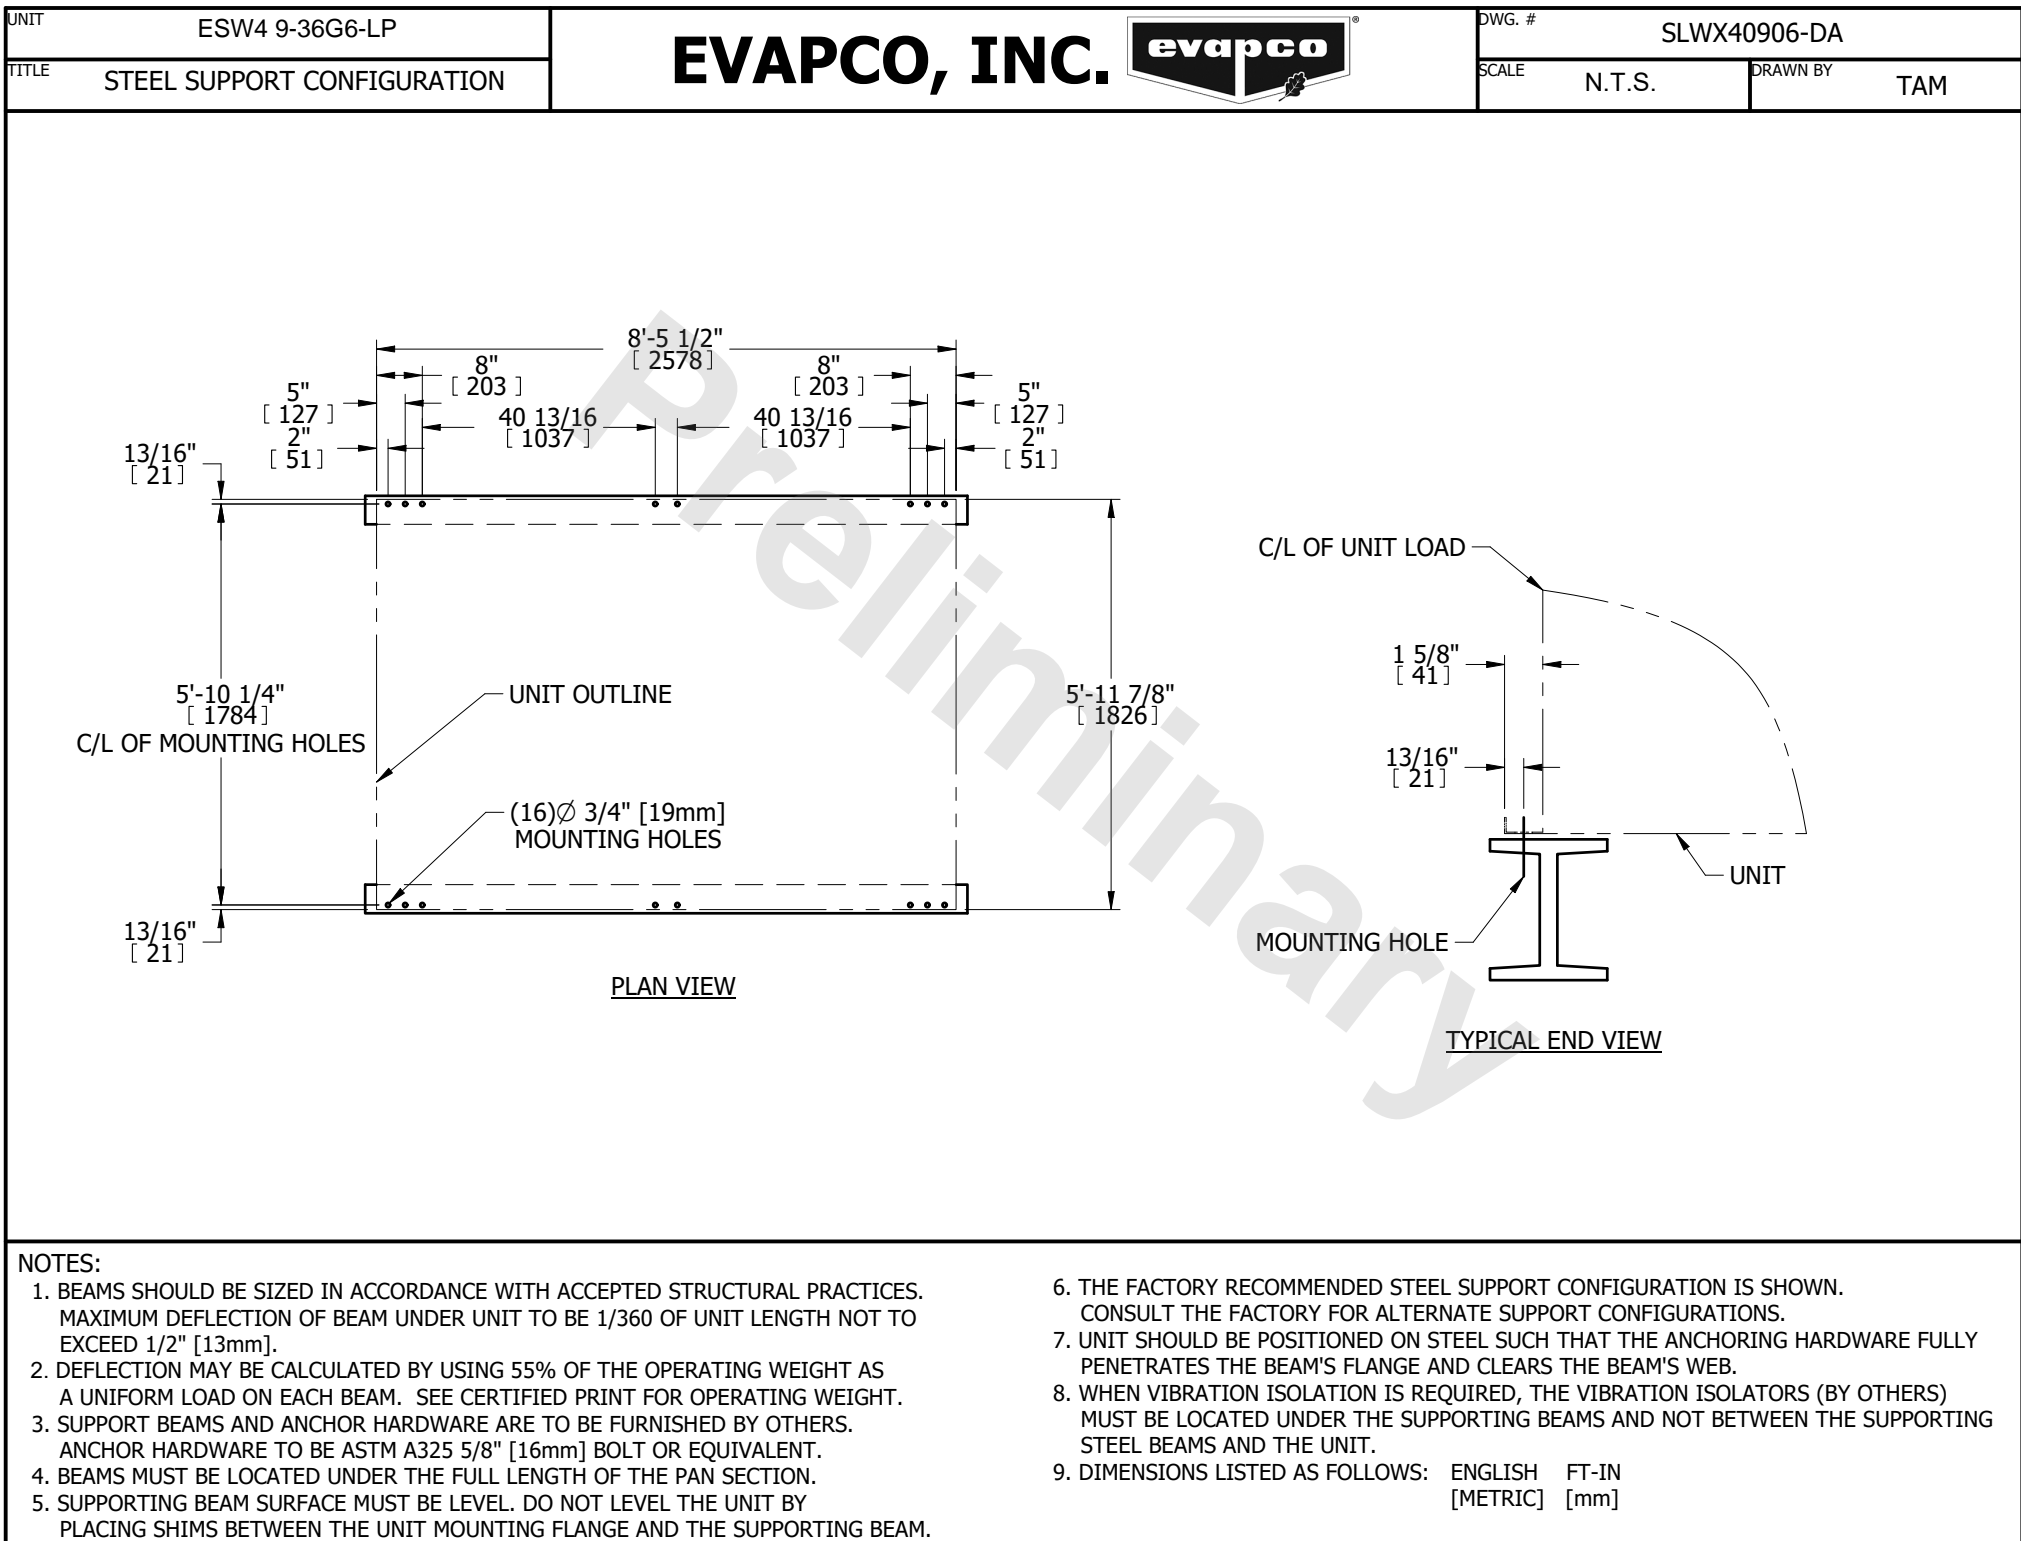 UNIT
ESW4 9-36G6-LP
TITLE
STEEL SUPPORT CONFIGURATION
EVAPCO, INC.
evapco
®
DWG. #
SLWX40906-DA
SCALE
N.T.S.
DRAWN BY
TAM
8'-5 1/2"
[ 2578 ]
8"
[ 203 ]
8"
[ 203 ]
5"
[ 127 ]
5"
[ 127 ]
40 13/16
[ 1037 ]
40 13/16
[ 1037 ]
2"
[ 51 ]
2"
[ 51 ]
13/16"
[ 21 ]
5'-10 1/4"
[ 1784 ]
C/L OF MOUNTING HOLES
UNIT OUTLINE
5'-11 7/8"
[ 1826 ]
(16)Ø 3/4" [19mm]
MOUNTING HOLES
13/16"
[ 21 ]
PLAN VIEW
C/L OF UNIT LOAD
1 5/8"
[ 41 ]
13/16"
[ 21 ]
UNIT
MOUNTING HOLE
TYPICAL END VIEW
Preliminary
NOTES:
1. BEAMS SHOULD BE SIZED IN ACCORDANCE WITH ACCEPTED STRUCTURAL PRACTICES.
MAXIMUM DEFLECTION OF BEAM UNDER UNIT TO BE 1/360 OF UNIT LENGTH NOT TO
EXCEED 1/2" [13mm].
2. DEFLECTION MAY BE CALCULATED BY USING 55% OF THE OPERATING WEIGHT AS
A UNIFORM LOAD ON EACH BEAM. SEE CERTIFIED PRINT FOR OPERATING WEIGHT.
3. SUPPORT BEAMS AND ANCHOR HARDWARE ARE TO BE FURNISHED BY OTHERS.
ANCHOR HARDWARE TO BE ASTM A325 5/8" [16mm] BOLT OR EQUIVALENT.
4. BEAMS MUST BE LOCATED UNDER THE FULL LENGTH OF THE PAN SECTION.
5. SUPPORTING BEAM SURFACE MUST BE LEVEL. DO NOT LEVEL THE UNIT BY
PLACING SHIMS BETWEEN THE UNIT MOUNTING FLANGE AND THE SUPPORTING BEAM.
6. THE FACTORY RECOMMENDED STEEL SUPPORT CONFIGURATION IS SHOWN.
CONSULT THE FACTORY FOR ALTERNATE SUPPORT CONFIGURATIONS.
7. UNIT SHOULD BE POSITIONED ON STEEL SUCH THAT THE ANCHORING HARDWARE FULLY
PENETRATES THE BEAM'S FLANGE AND CLEARS THE BEAM'S WEB.
8. WHEN VIBRATION ISOLATION IS REQUIRED, THE VIBRATION ISOLATORS (BY OTHERS)
MUST BE LOCATED UNDER THE SUPPORTING BEAMS AND NOT BETWEEN THE SUPPORTING
STEEL BEAMS AND THE UNIT.
9. DIMENSIONS LISTED AS FOLLOWS: ENGLISH FT-IN
[METRIC] [mm]